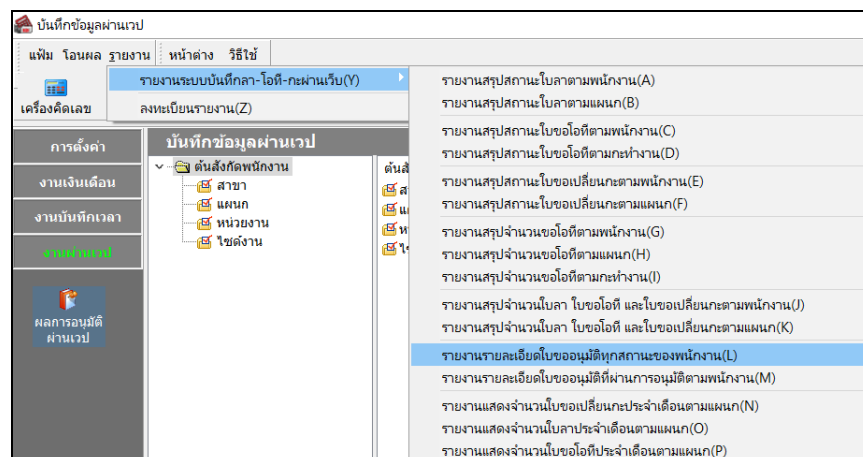 บันทึกข้อมูลผ่านเวป
แฟ้ม โอนผล รายงาน หน้าต่าง วิธีใช้
เครื่องคิดเลข
รายงานระบบบันทึกลา-โอที-กะผ่านเว็บ(Y)
ลงทะเบียนรายงาน(Z)
รายงานสรุปสถานะใบลาตามพนักงาน(A)
รายงานสรุปสถานะใบลาตามแผนก(B)
รายงานสรุปสถานะใบขอโอทีตามพนักงาน(C)
รายงานสรุปสถานะใบขอโอทีตามกะทำงาน(D)
รายงานสรุปสถานะใบขอเปลี่ยนกะตามพนักงาน(E)
รายงานสรุปสถานะใบขอเปลี่ยนกะตามแผนก(F)
รายงานสรุปจำนวนขอโอทีตามพนักงาน(G)
รายงานสรุปจำนวนขอโอทีตามแผนก(H)
รายงานสรุปจำนวนขอโอทีตามกะทำงาน(I)
รายงานสรุปจำนวนใบลา ใบขอโอที และใบขอเปลี่ยนกะตามพนักงาน(J)
รายงานสรุปจำนวนใบลา ใบขอโอที และใบขอเปลี่ยนกะตามแผนก(K)
รายงานรายละเอียดใบขออนุมัติทุกสถานะของพนักงาน(L)
รายงานรายละเอียดใบขออนุมัติที่ผ่านการอนุมัติตามพนักงาน(M)
รายงานแสดงจำนวนใบขอเปลี่ยนกะประจำเดือนตามแผนก(N)
รายงานแสดงจำนวนใบลาประจำเดือนตามแผนก(O)
รายงานแสดงจำนวนใบขอโอทีประจำเดือนตามแผนก(P)
การตั้งค่า
งานเงินเดือน
งานบันทึกเวลา
งานผ่านเวป
ผลการอนุมัติ
ผ่านเวป
บันทึกข้อมูลผ่านเวป
ต้นสังกัดพนักงาน
สาขา
แผนก
หน่วยงาน
ไซด์งาน